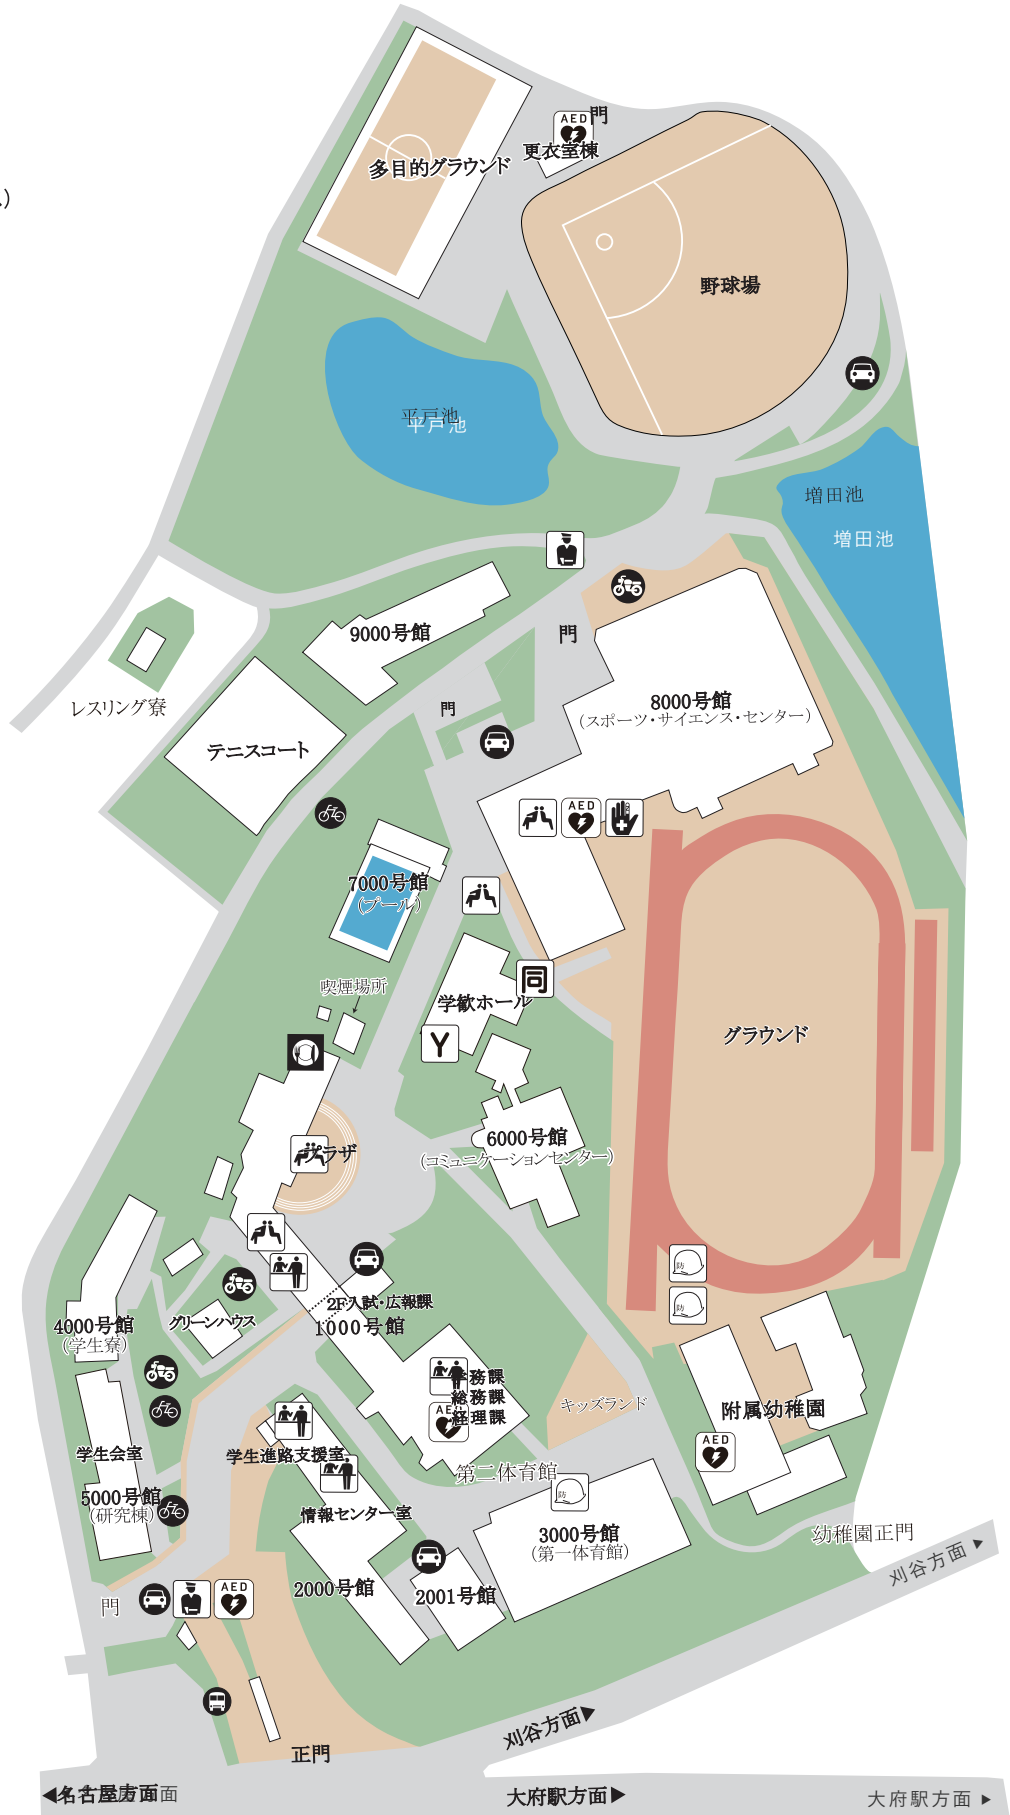 門
AED
更衣室棟
多目的グラウンド
野球場
平戸池
平戸池
増田池
増田池
9000号館
門
レスリング寮
門
8000号館
(スポーツ・サイエンス・センター)
テニスコート
AED
7000号館
(プール)
喫煙場所
同
学歓ホール
Y
グラウンド
6000号館
(コミュニケーションセンター)
プラザ
防
防
2F入試・広報課
1000号館
グリーンハウス
4000号館
(学生寮)
学務課
総務課
AED
経理課
キッズランド
附属幼稚園
AED
学生会室
学生進路支援室
第二体育館
5000号館
(研究棟)
防
情報センター室
3000号館
(第一体育館)
幼稚園正門
刈谷方面▶
2000号館
2001号館
門
AED
刈谷方面▶
正門
◀名古屋方面
大府駅方面▶
大府駅方面 ▶